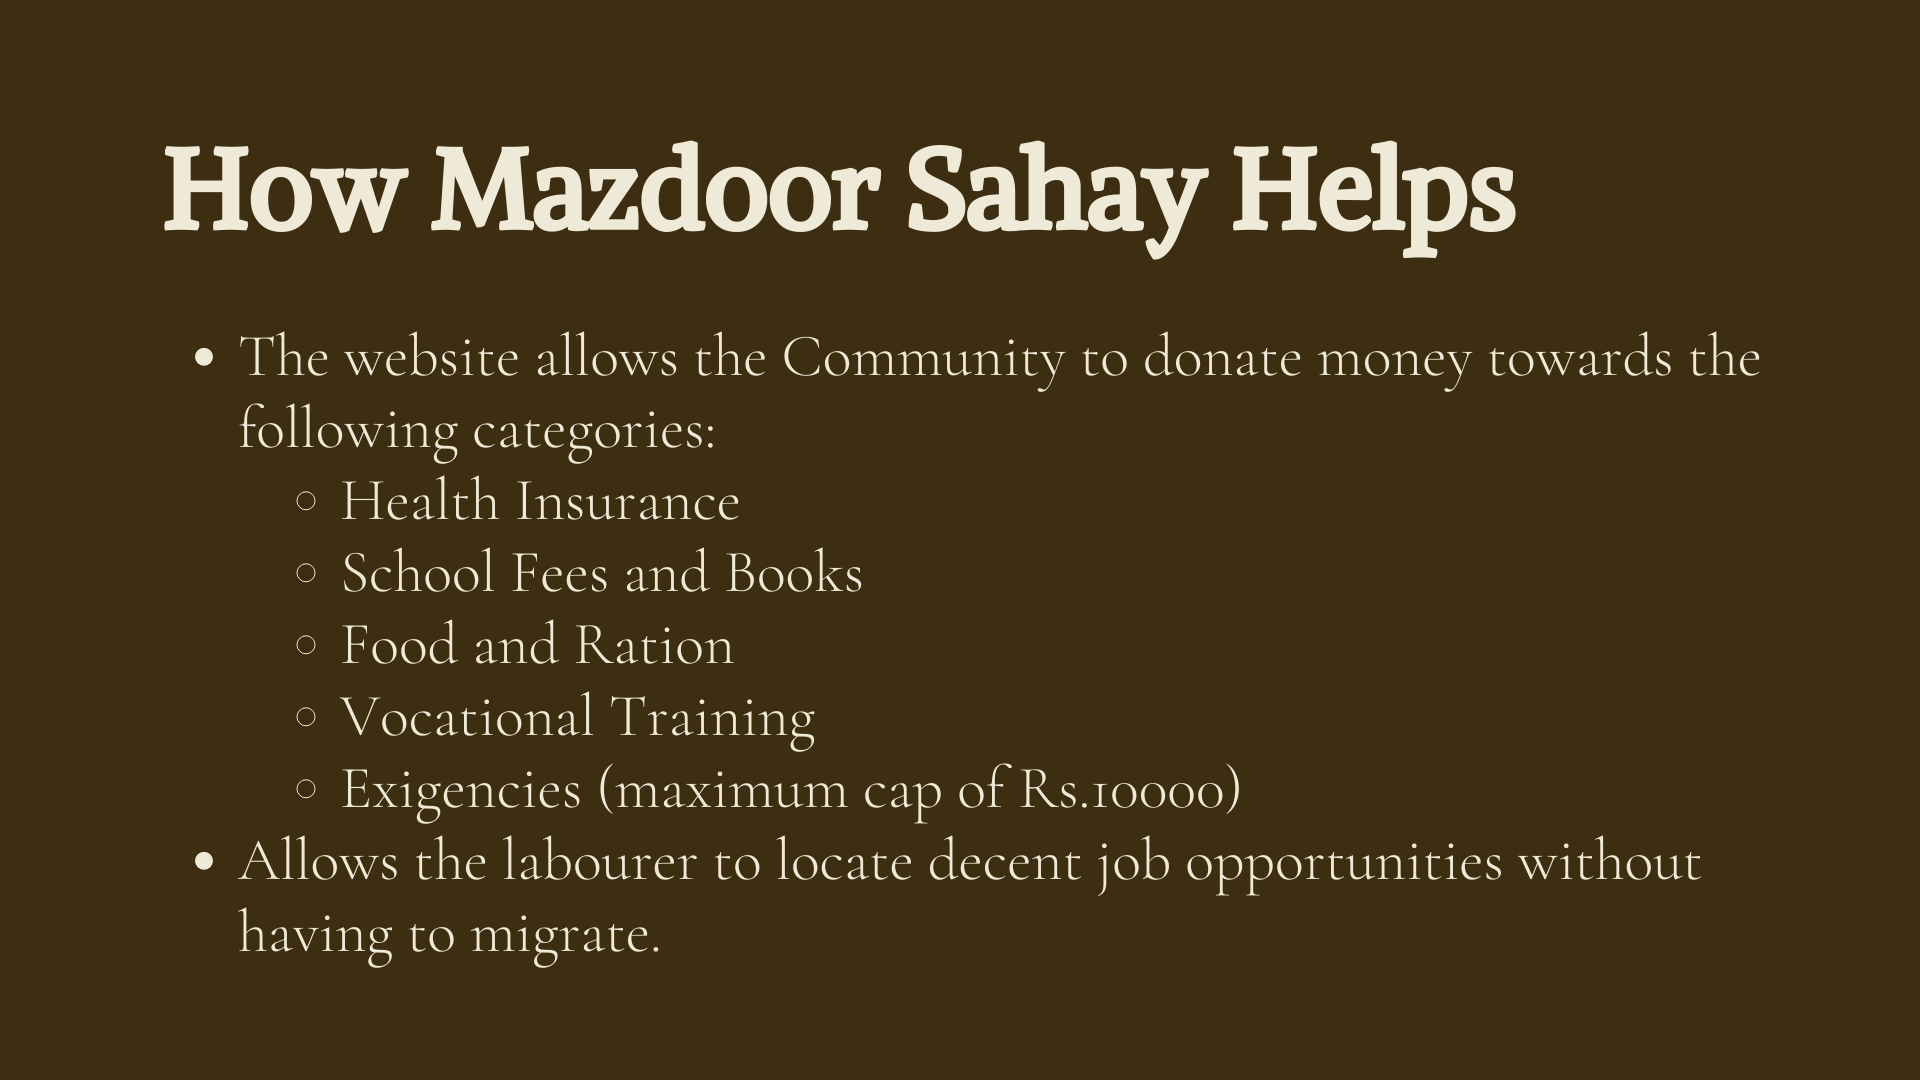 How Mazdoor Sahay Helps
• The website allows the Community to donate money towards the
following categories:
◦ Health Insurance
◦ School Fees and Books
◦ Food and Ration
◦ Vocational Training
◦ Exigencies (maximum cap of Rs.10000)
• Allows the labourer to locate decent job opportunities without
having to migrate.